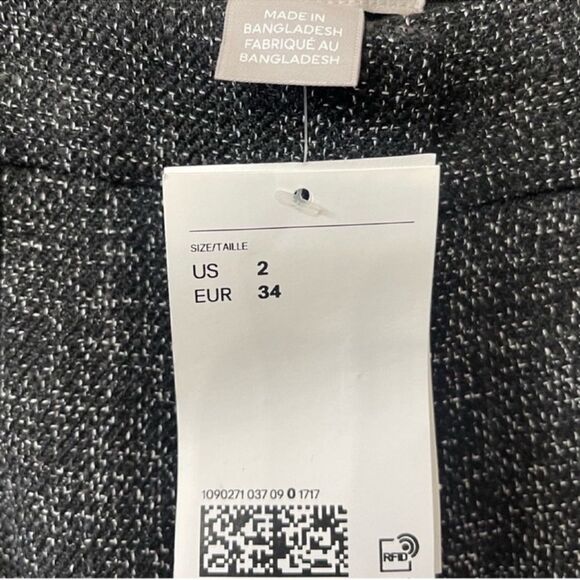 MADE IN
BANGLADESH
FABRIQUÉ AU
BANGLADESH
SIZE/TAILLE
US 2
EUR 34
1090271 037 09 0 1717
RFID